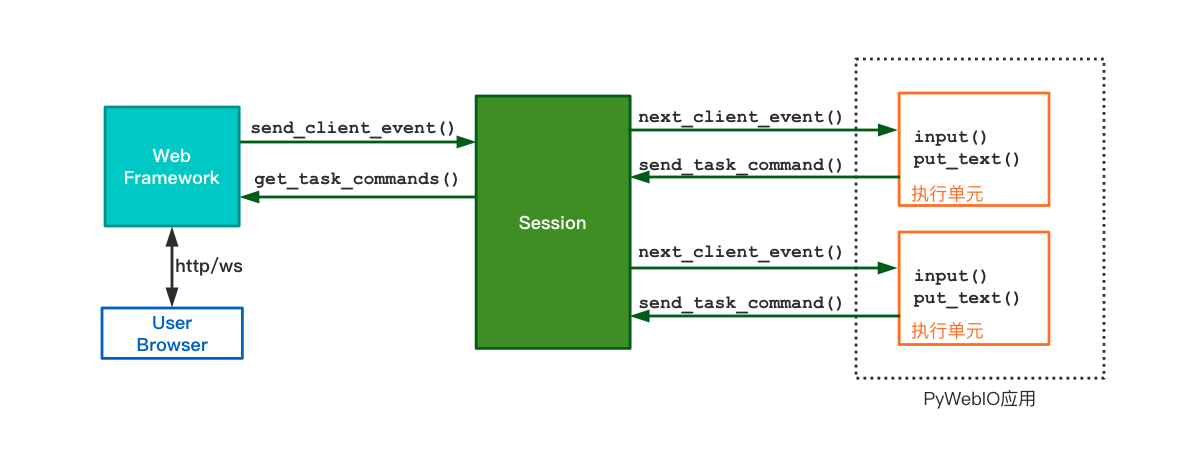 Web
Framework
send_client_event()
get_task_commands()
http/ws
User
Browser
Session
next_client_event()
send_task_command()
next_client_event()
send_task_command()
input()
put_text()
执行单元
input()
put_text()
执行单元
PyWebIO应用